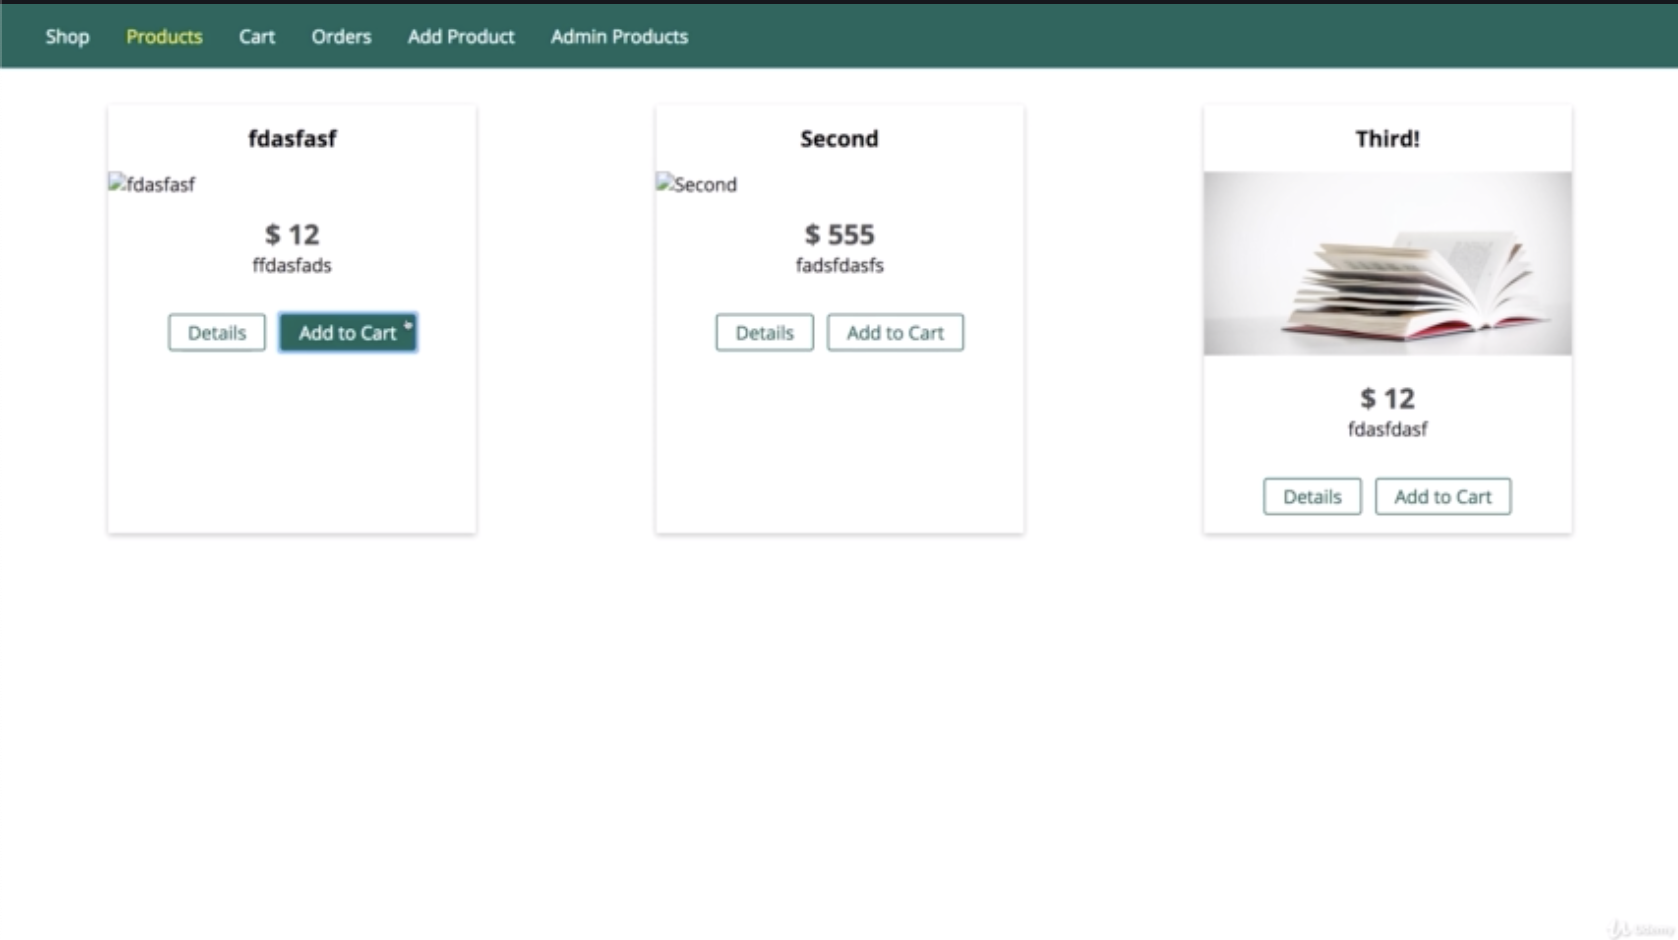 Shop Products Cart Orders Add Product Admin Products
fdasfasf
fdasfasf
$ 12
ffdasfads
Details Add to Cart
Second
Second
$ 555
fadsfdasfs
Details Add to Cart
Third!
$ 12
fdasfdasf
Details Add to Cart
Udemy